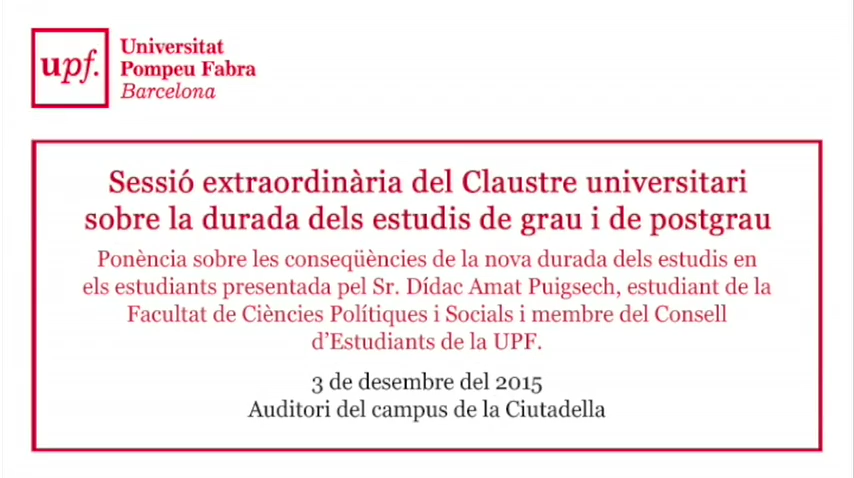 upf.
Universitat
Pompeu Fabra
Barcelona
Sessió extraordinària del Claustre universitari
sobre la durada dels estudis de grau i de postgrau
Ponència sobre les conseqüències de la nova durada dels estudis en
els estudiants presentada pel Sr. Dídac Amat Puigsech, estudiant de la
Facultat de Ciències Polítiques i Socials i membre del Consell
d’Estudiants de la UPF.
3 de desembre del 2015
Auditori del campus de la Ciutadella